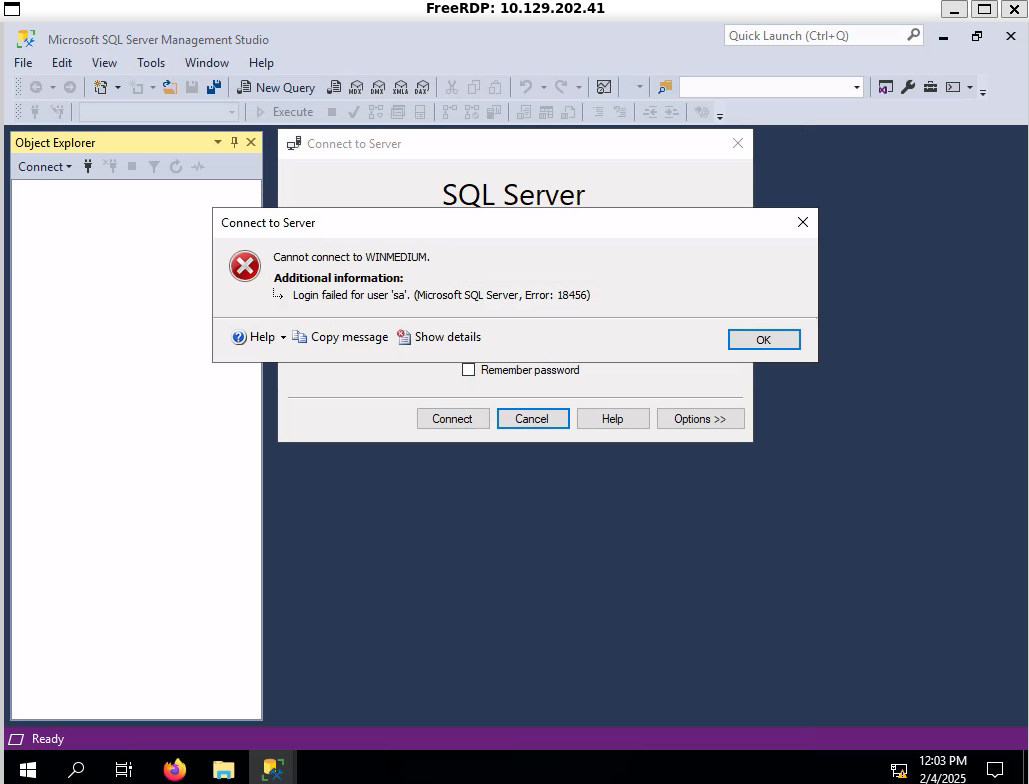 FreeRDP: 10.129.202.41
Microsoft SQL Server Management Studio
Quick Launch (Ctrl+Q)
File Edit View Tools Window Help
New Query MDX DMX XMLA DAX
Execute
Object Explorer
Connect
Connect to Server
SQL Server
Connect to Server
Cannot connect to WINMEDIUM.
Additional information:
Login failed for user 'sa'. (Microsoft SQL Server, Error: 18456)
Help Copy message Show details OK
Remember password
Connect Cancel Help Options >>
Ready
12:03 PM
2/4/2025